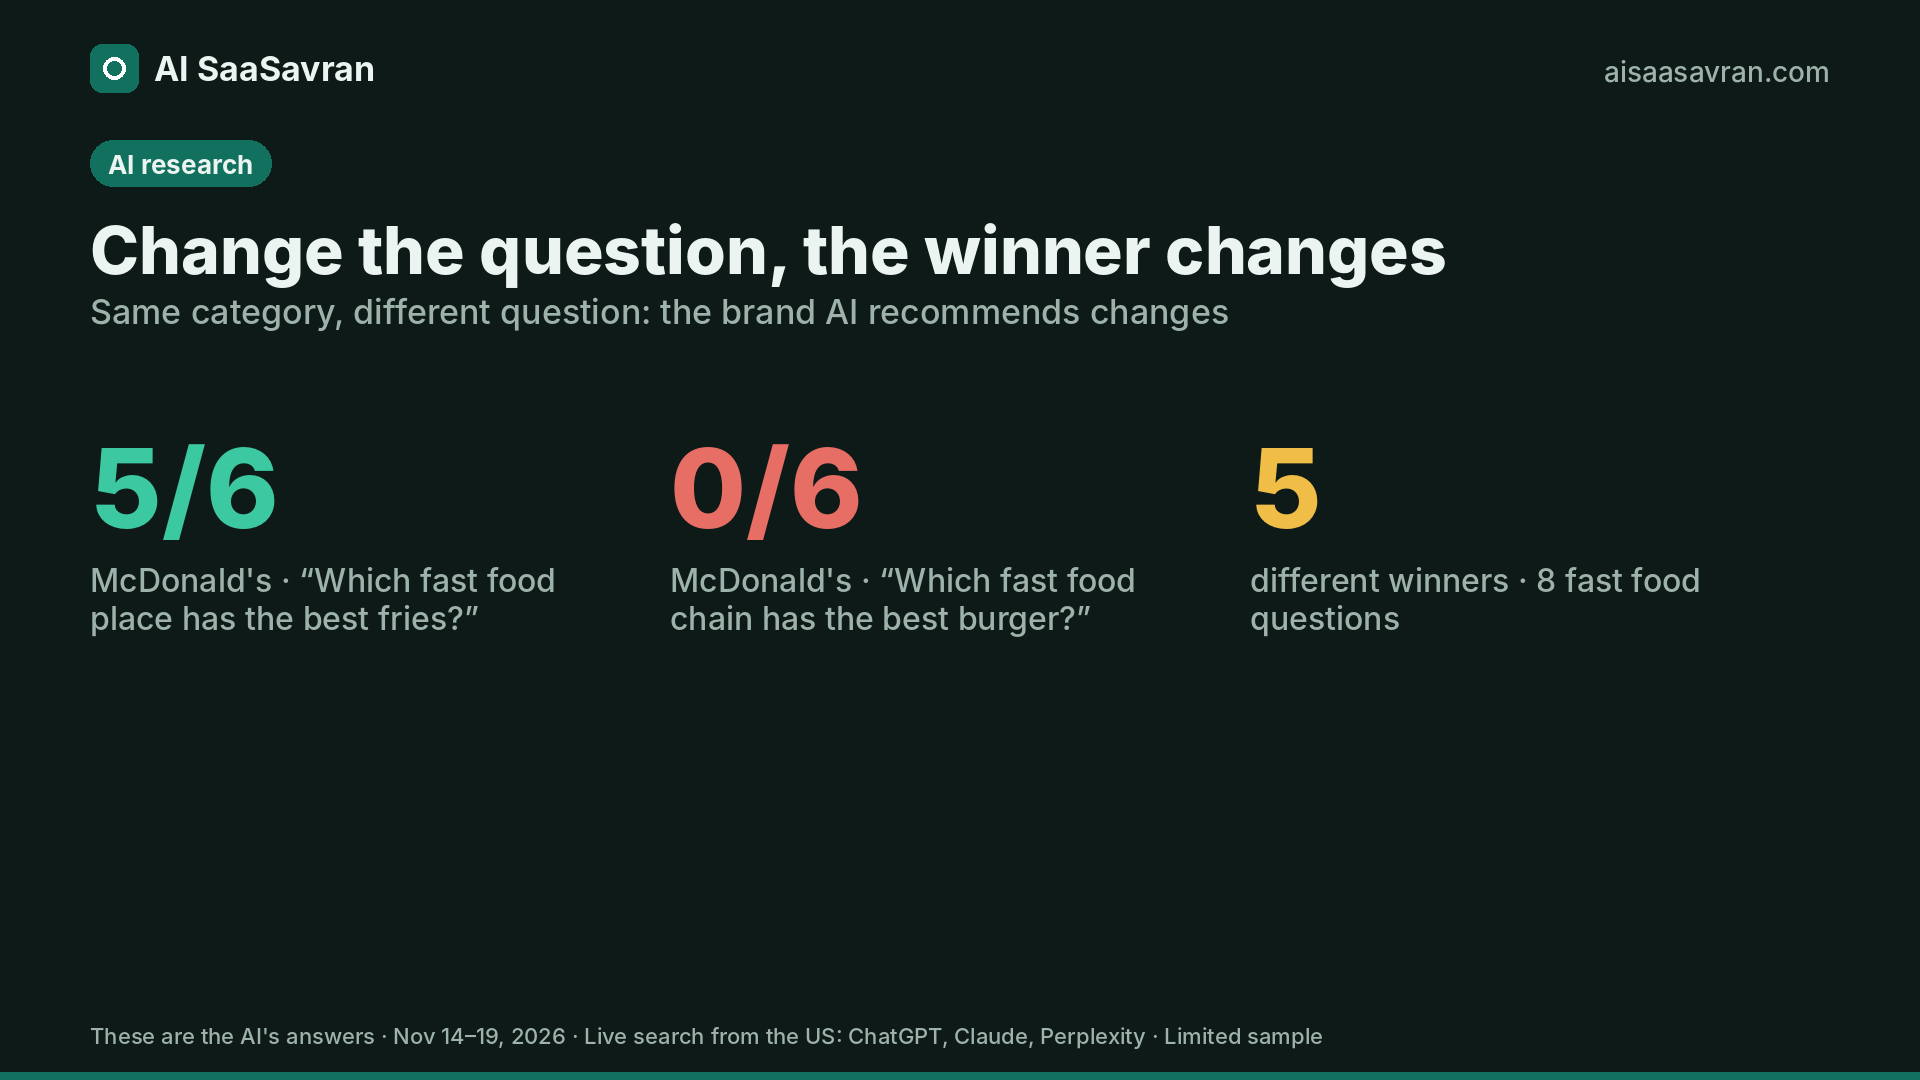 AI SaaSavran
aisaasavran.com
AI research
Change the question, the winner changes
Same category, different question: the brand AI recommends changes
5/6
McDonald's · “Which fast food
place has the best fries?”
0/6
McDonald's · “Which fast food
chain has the best burger?”
5
different winners · 8 fast food
questions
These are the AI's answers · Nov 14–19, 2026 · Live search from the US: ChatGPT, Claude, Perplexity · Limited sample